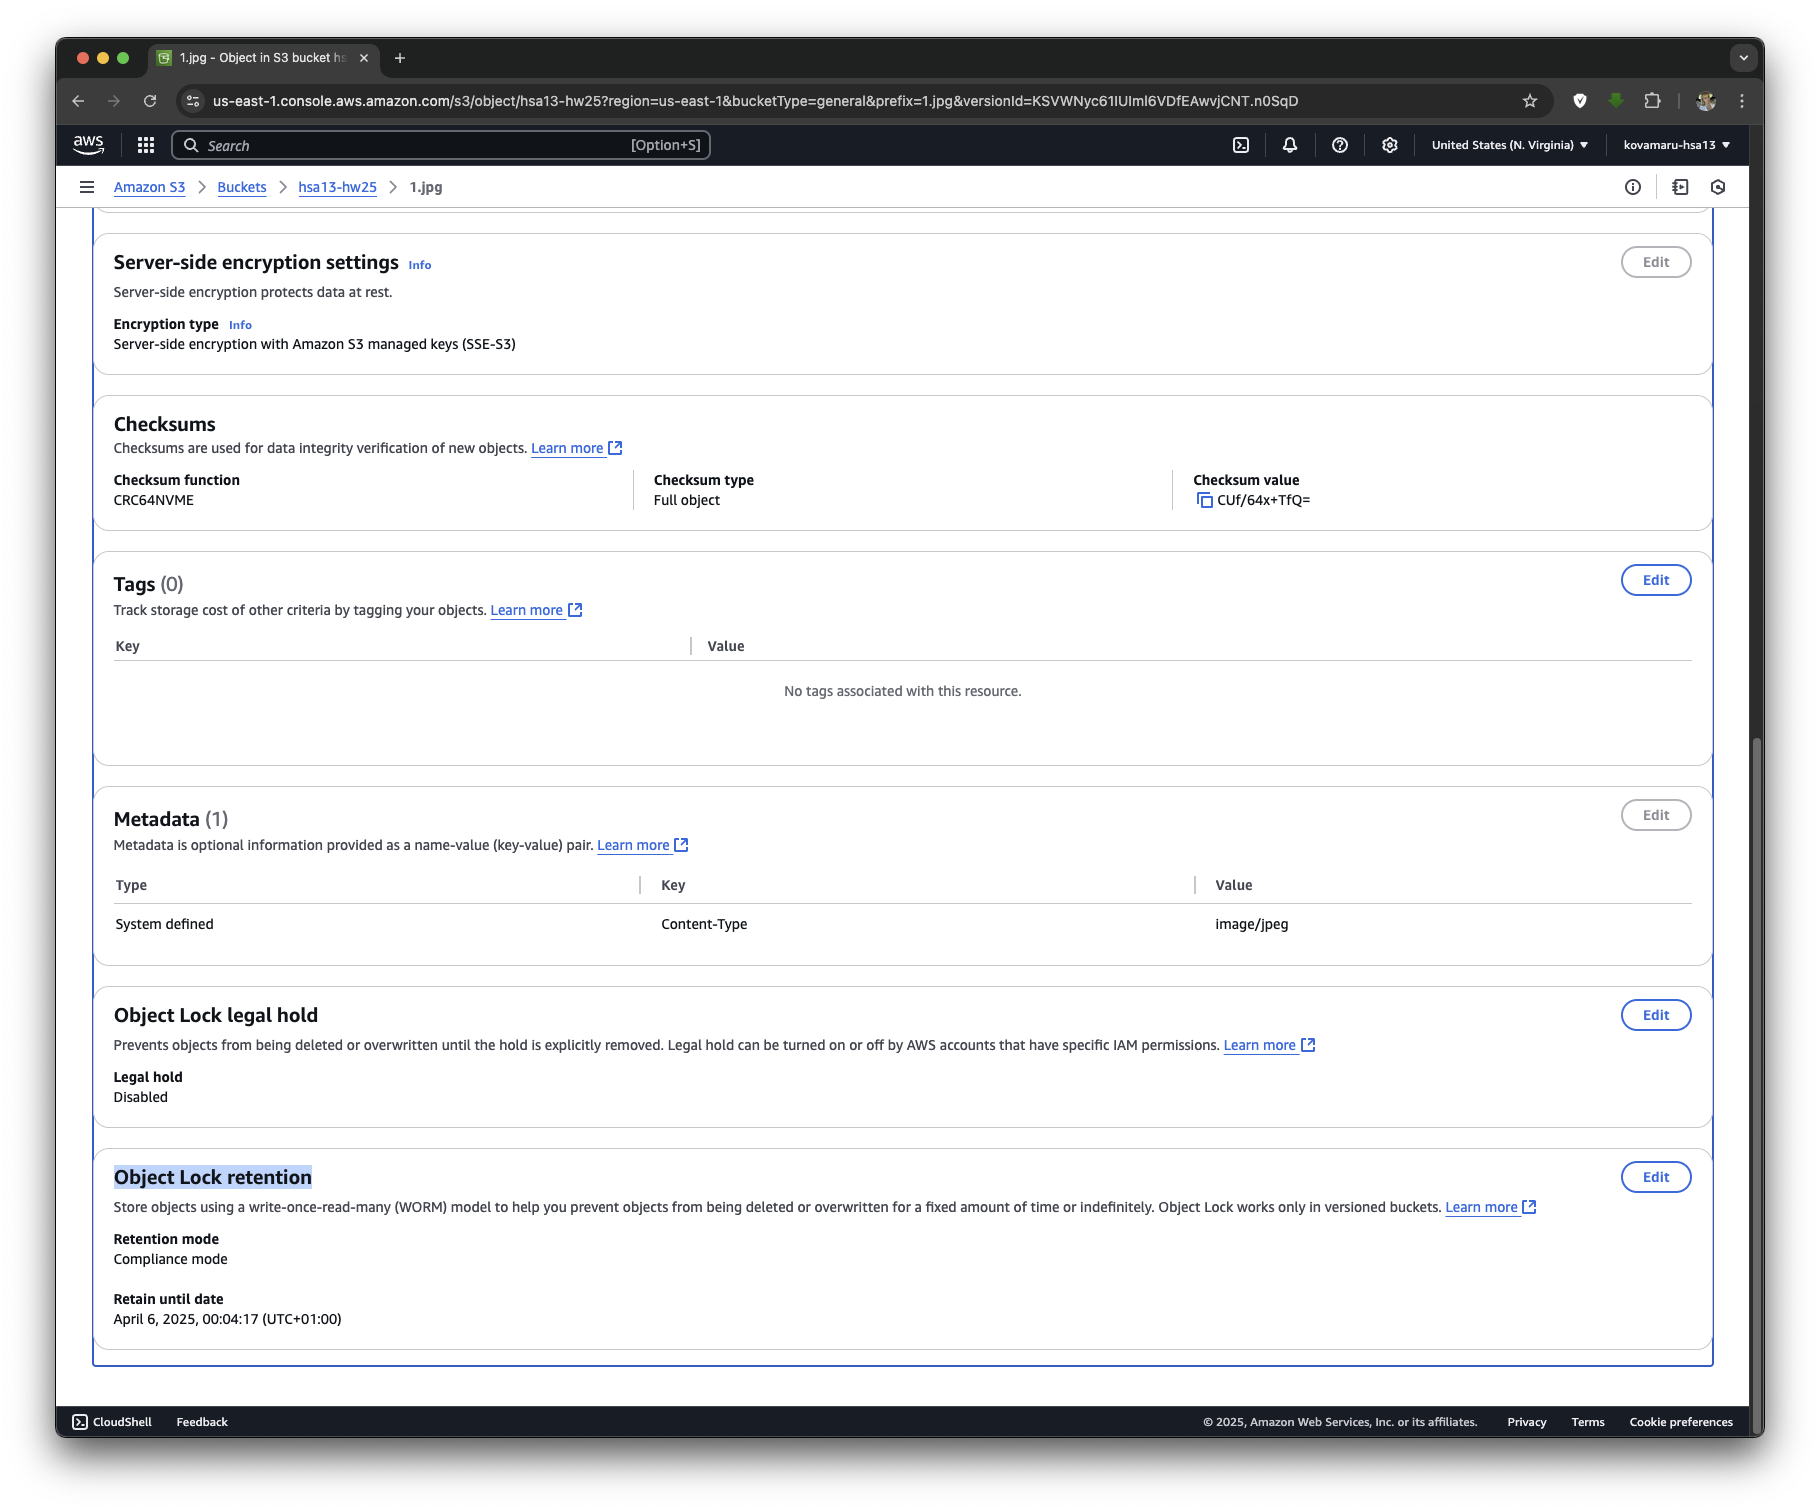 1.jpg - Object in S3 bucket hs
us-east-1.console.aws.amazon.com/s3/object/hsa13-hw25?region=us-east-1&bucketType=general&prefix=1.jpg&versionId=KSVWNyc61IUImI6VDfEAwvjCNT.n0SqD
aws
Search
[Option+S]
United States (N. Virginia)
kovamaru-hsa13
Amazon S3
Buckets
hsa13-hw25
1.jpg
Server-side encryption settings Info
Edit
Server-side encryption protects data at rest.
Encryption type Info
Server-side encryption with Amazon S3 managed keys (SSE-S3)
Checksums
Checksums are used for data integrity verification of new objects. Learn more
Checksum function
CRC64NVME
Checksum type
Full object
Checksum value
CUf/64x+TfQ=
Tags (0)
Edit
Track storage cost of other criteria by tagging your objects. Learn more
Key Value
No tags associated with this resource.
Metadata (1)
Edit
Metadata is optional information provided as a name-value (key-value) pair. Learn more
Type Key Value
System defined Content-Type image/jpeg
Object Lock legal hold
Edit
Prevents objects from being deleted or overwritten until the hold is explicitly removed. Legal hold can be turned on or off by AWS accounts that have specific IAM permissions. Learn more
Legal hold
Disabled
Object Lock retention
Edit
Store objects using a write-once-read-many (WORM) model to help you prevent objects from being deleted or overwritten for a fixed amount of time or indefinitely. Object Lock works only in versioned buckets. Learn more
Retention mode
Compliance mode
Retain until date
April 6, 2025, 00:04:17 (UTC+01:00)
CloudShell
Feedback
© 2025, Amazon Web Services, Inc. or its affiliates.
Privacy
Terms
Cookie preferences